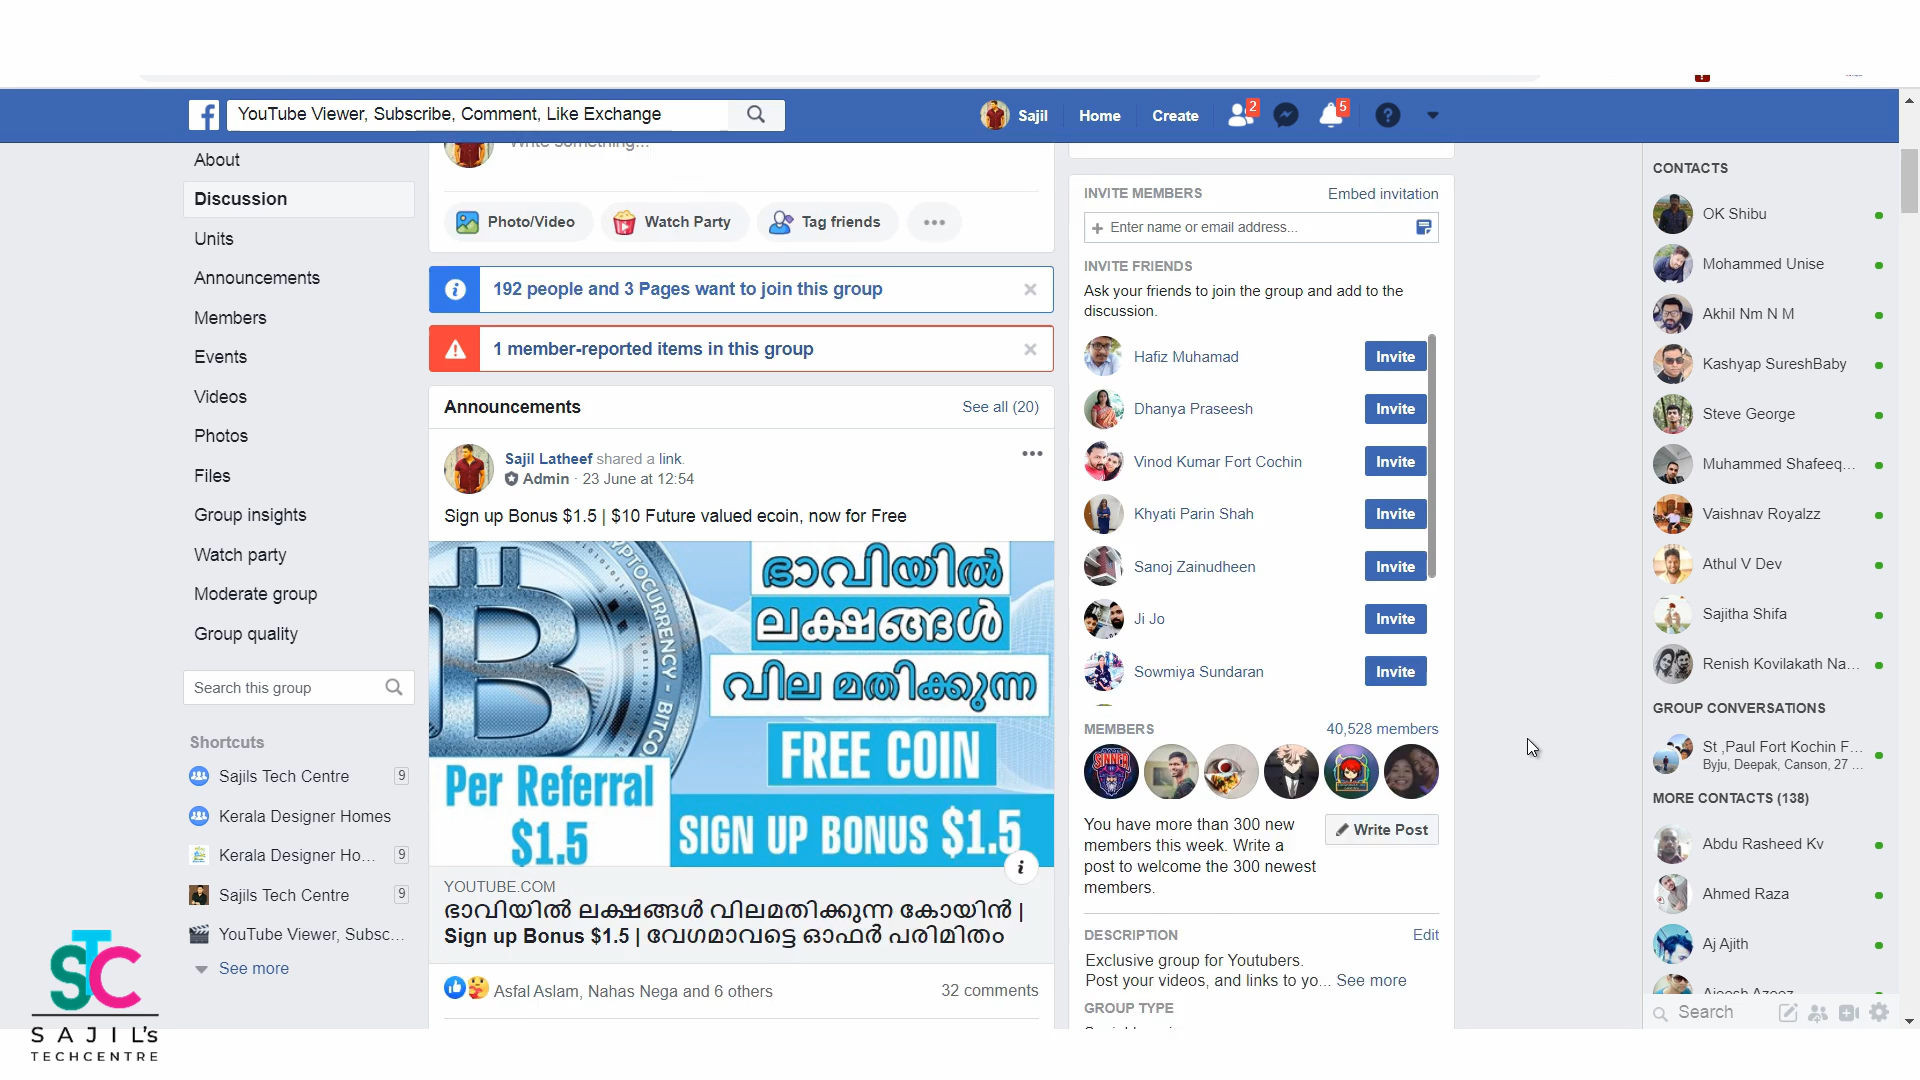 YouTube Viewer, Subscribe, Comment, Like Exchange
Sajil
Home
Create
2
5
About
Discussion
Units
Announcements
Members
Events
Videos
Photos
Files
Group insights
Watch party
Moderate group
Group quality
Search this group
Shortcuts
Sajils Tech Centre 9
Kerala Designer Homes
Kerala Designer Ho... 9
Sajils Tech Centre 9
YouTube Viewer, Subsc...
See more
STC
SAJIL's
TECHCENTRE
Write something...
Photo/Video
Watch Party
Tag friends
192 people and 3 Pages want to join this group
1 member-reported items in this group
Announcements
See all (20)
Sajil Latheef shared a link.
Admin · 23 June at 12:54
Sign up Bonus $1.5 | $10 Future valued ecoin, now for Free
CRYPTOCURRENCY - BITCO
ഭാവിയിൽ
ലക്ഷങ്ങൾ
വില മതിക്കുന്ന
FREE COIN
Per Referral
$1.5
SIGN UP BONUS $1.5
YOUTUBE.COM
ഭാവിയിൽ ലക്ഷങ്ങൾ വിലമതിക്കുന്ന കോയിൻ |
Sign up Bonus $1.5 | വേഗമാവട്ടെ ഓഫർ പരിമിതം
Asfal Aslam, Nahas Nega and 6 others
32 comments
INVITE MEMBERS
Embed invitation
+ Enter name or email address...
INVITE FRIENDS
Ask your friends to join the group and add to the
discussion.
Hafiz Muhamad Invite
Dhanya Praseesh Invite
Vinod Kumar Fort Cochin Invite
Khyati Parin Shah Invite
Sanoj Zainudheen Invite
Ji Jo Invite
Sowmiya Sundaran Invite
MEMBERS
40,528 members
SINNER
You have more than 300 new
members this week. Write a
post to welcome the 300 newest
members.
Write Post
DESCRIPTION
Edit
Exclusive group for Youtubers.
Post your videos, and links to yo... See more
GROUP TYPE
CONTACTS
OK Shibu
Mohammed Unise
Akhil Nm N M
Kashyap SureshBaby
Steve George
Muhammed Shafeeq...
Vaishnav Royalzz
Athul V Dev
Sajitha Shifa
Renish Kovilakath Na...
GROUP CONVERSATIONS
St ,Paul Fort Kochin F...
Byju, Deepak, Canson, 27 ...
MORE CONTACTS (138)
Abdu Rasheed Kv
Ahmed Raza
Aj Ajith
Ajeesh Azeez
Search